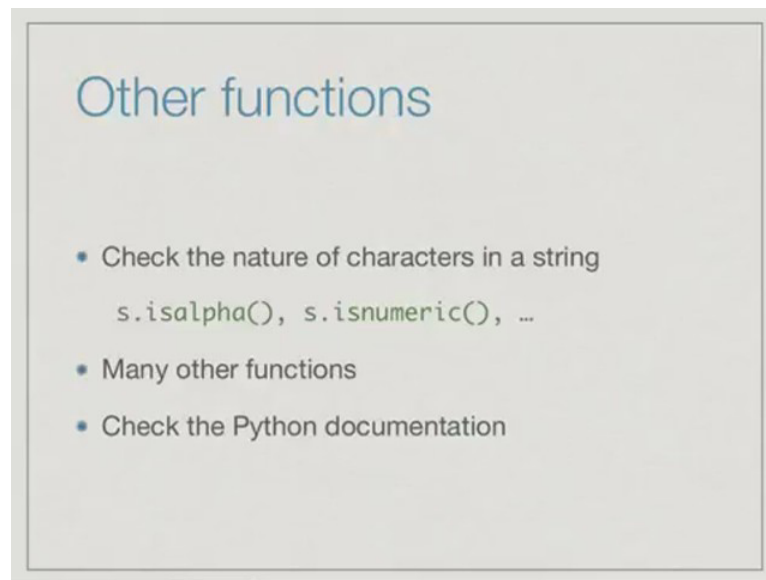 Other functions
• Check the nature of characters in a string
s.isalpha(), s.isnumeric(), …
• Many other functions
• Check the Python documentation